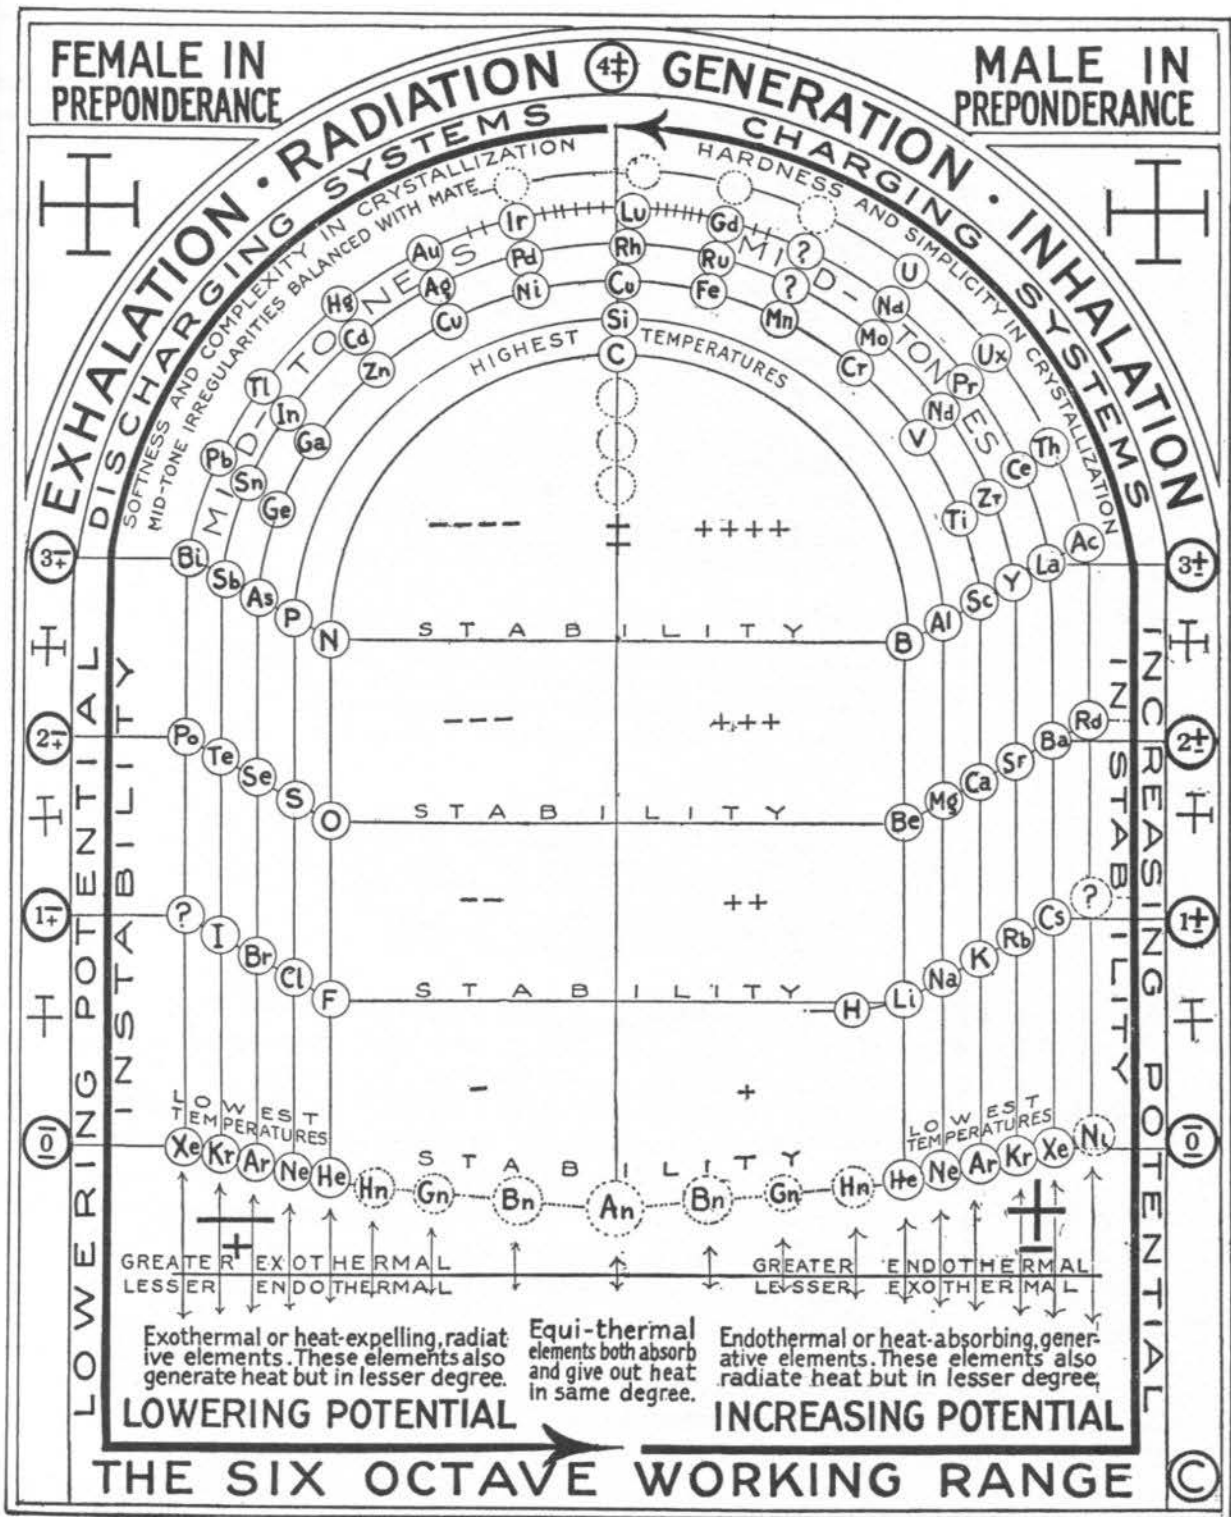 FEMALE IN
PREPONDERANCE
MALE IN
PREPONDERANCE
EXHALATION · RADIATION 4‡ GENERATION · INHALATION
DISCHARGING SYSTEMS
CHARGING SYSTEMS
SOFTNESS AND COMPLEXITY IN CRYSTALLIZATION
MID-TONE IRREGULARITIES BALANCED WITH MATE
HARDNESS AND SIMPLICITY IN CRYSTALLIZATION
MID-TONES
MID-TONES
U Ux Th Ac
Bi Pb Tl Hg Au Ir Lu Gd ? Nd Pr Ce La
Sb Sn In Cd Ag Pd Rh Ru ? Mo Nd Zr Y
As Ge Ga Zn Cu Ni Cu Fe Mn Cr V Ti Sc
P Si Al
N C B
HIGHEST TEMPERATURES
---- ‡ ++++
3 3
STABILITY
--- +++
2 Po Te Se S O Be Mg Ca Sr Ba Rd 2
STABILITY
-- ++
1 ? I Br Cl F H Li Na K Rb Cs ? 1
STABILITY
- +
LOWEST
TEMPERATURES
LOWEST
TEMPERATURES
0 Xe Kr Ar Ne He Hn Gn Bn An Bn Gn Hn He Ne Ar Kr Xe Ni 0
STABILITY
LOWERING POTENTIAL
INSTABILITY
INSTABILITY
INCREASING POTENTIAL
GREATER EXOTHERMAL
LESSER ENDOTHERMAL
GREATER ENDOTHERMAL
LESSER EXOTHERMAL
Exothermal or heat-expelling, radiat
ive elements. These elements also
generate heat but in lesser degree.
Equi-thermal
elements both absorb
and give out heat
in same degree.
Endothermal or heat-absorbing, gener-
ative elements. These elements also
radiate heat but in lesser degree,
LOWERING POTENTIAL
INCREASING POTENTIAL
THE SIX OCTAVE WORKING RANGE ©